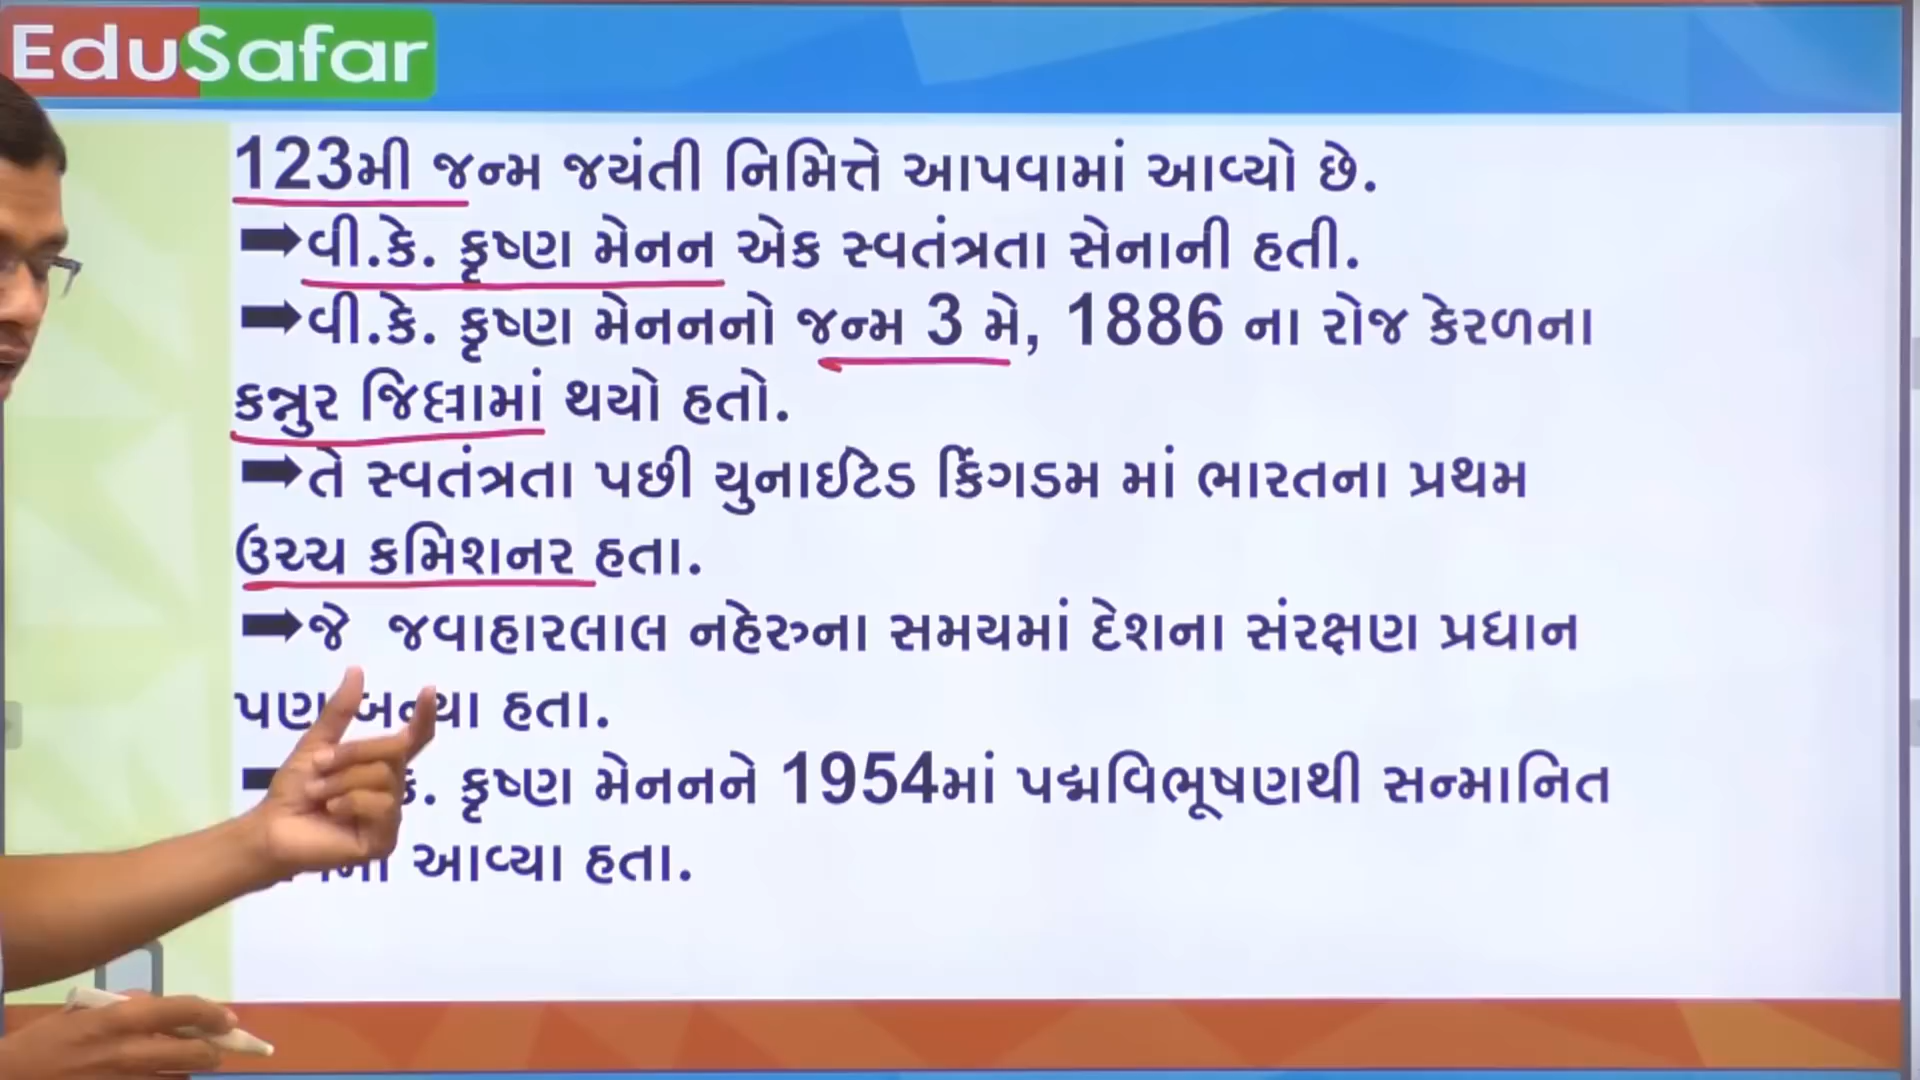 EduSafar
123મી જન્મ જયંતી નિમિત્તે આપવામાં આવ્યો છે.
➡વી.કે. કૃષ્ણ મેનન એક સ્વતંત્રતા સેનાની હતી.
➡વી.કે. કૃષ્ણ મેનનનો જન્મ 3 મે, 1886 ના રોજ કેરળના
કન્નુર જિલ્લામાં થયો હતો.
➡તે સ્વતંત્રતા પછી યુનાઈટેડ કિંગડમ માં ભારતના પ્રથમ
ઉચ્ચ કમિશનર હતા.
➡જે જવાહારલાલ નહેરુના સમયમાં દેશના સંરક્ષણ પ્રધાન
પણ બન્યા હતા.
કૃષ્ણ મેનનને 1954માં પદ્મવિભૂષણથી સન્માનિત
આવ્યા હતા.